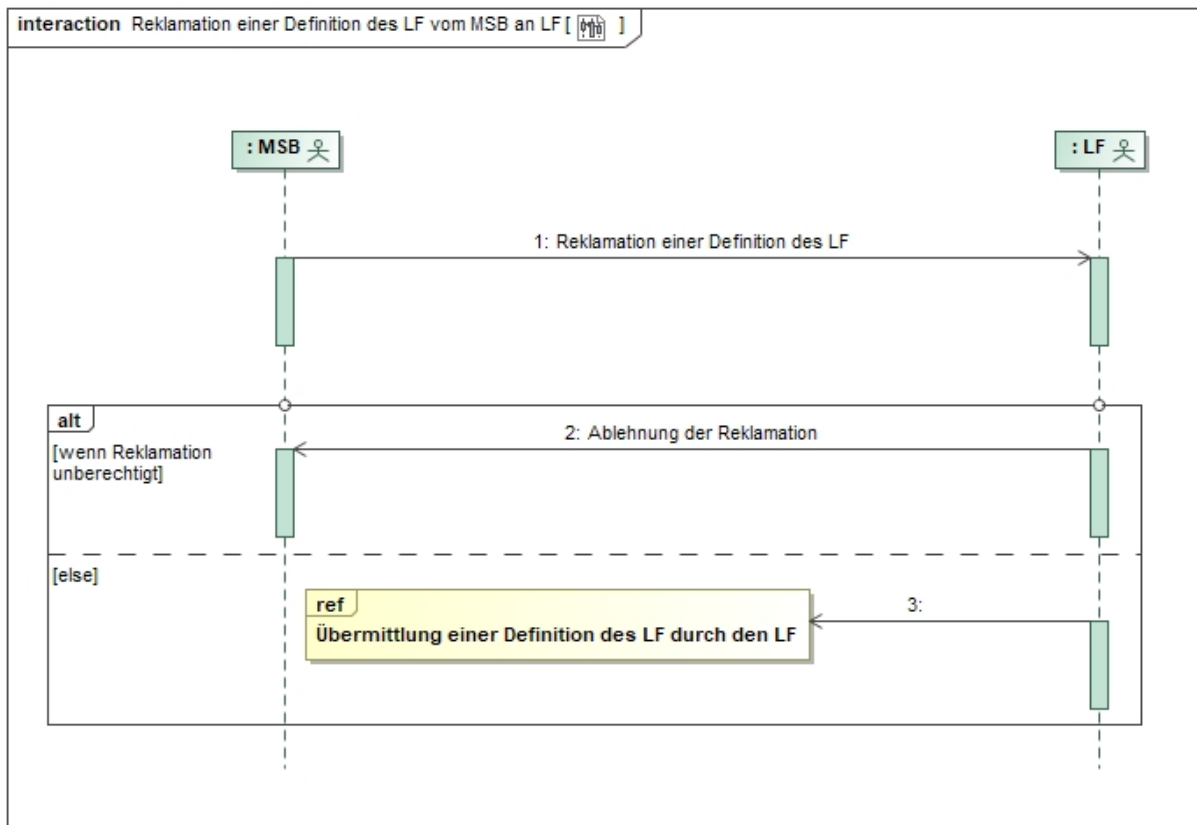 interaction Reklamation einer Definition des LF vom MSB an LF [ ]
: MSB
: LF
1: Reklamation einer Definition des LF
alt
2: Ablehnung der Reklamation
[wenn Reklamation
unberechtigt]
[else]
ref
3:
Übermittlung einer Definition des LF durch den LF